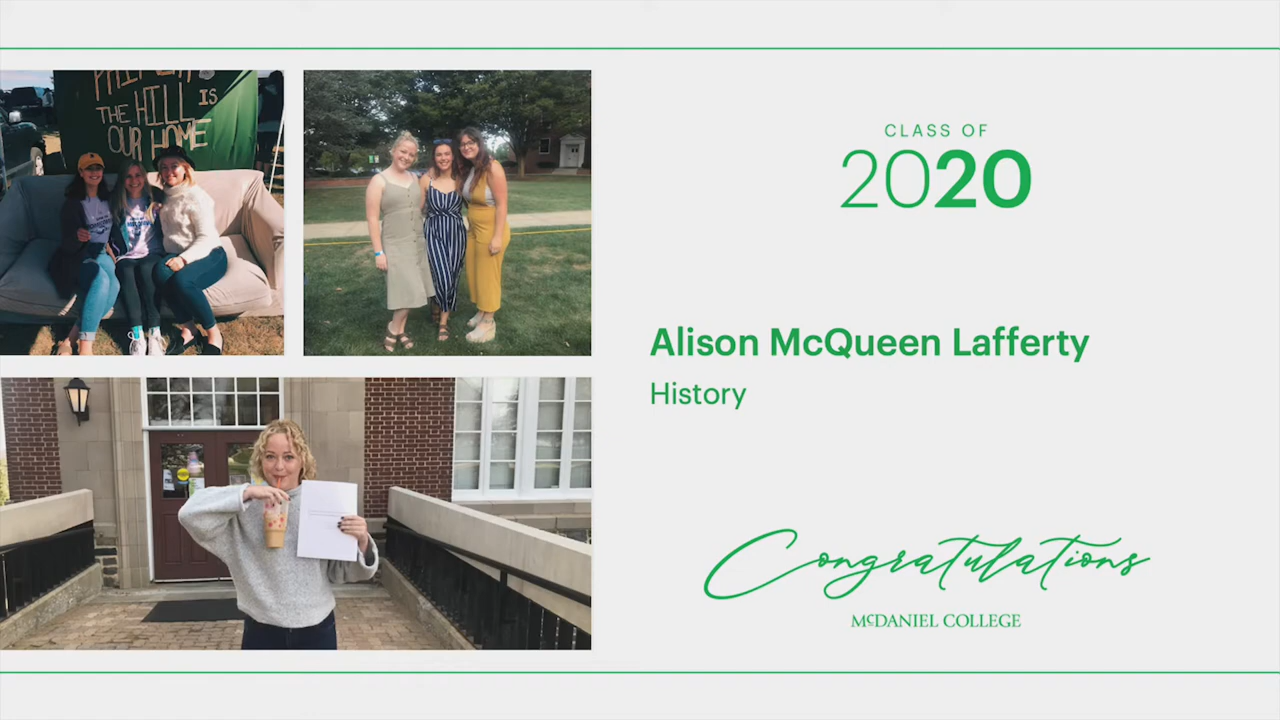 THE HILL IS
OUR HOME
CLASS OF
2020
Alison McQueen Lafferty
History
Congratulations
McDANIEL COLLEGE